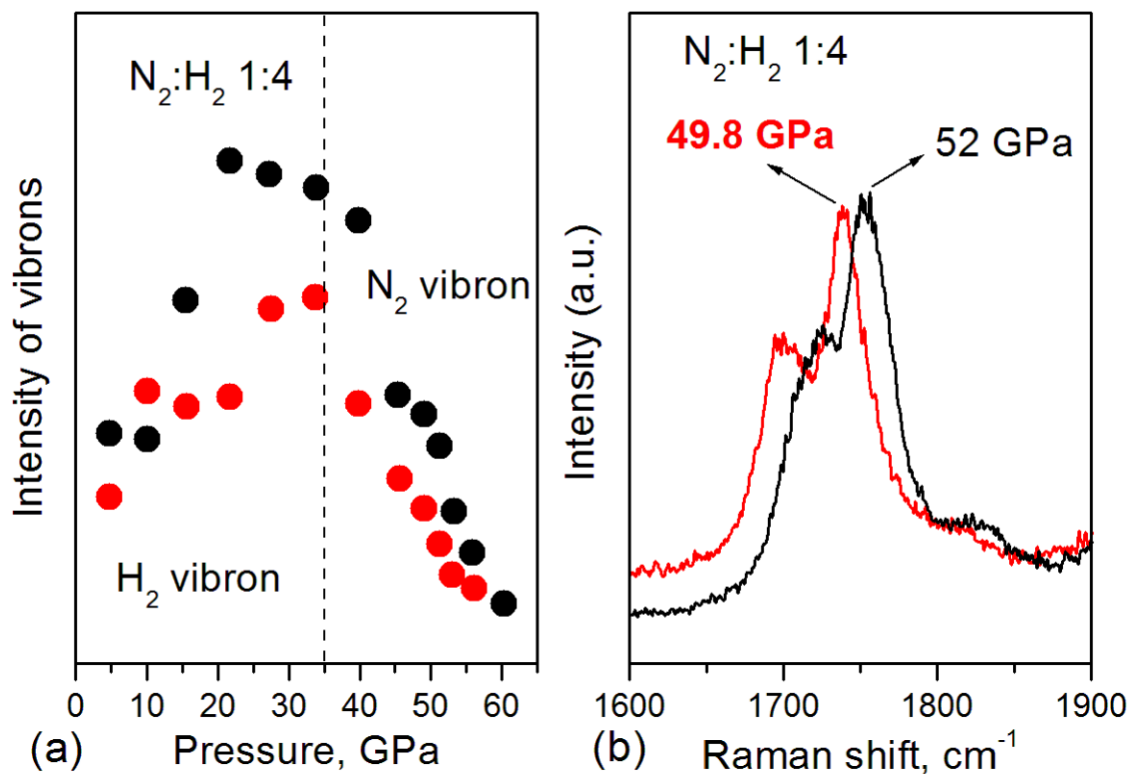 N2:H2 1:4
N2 vibron
H2 vibron
Intensity of vibrons
0 10 20 30 40 50 60
(a) Pressure, GPa
N2:H2 1:4
49.8 GPa
52 GPa
Intensity (a.u.)
1600 1700 1800 1900
(b) Raman shift, cm-1